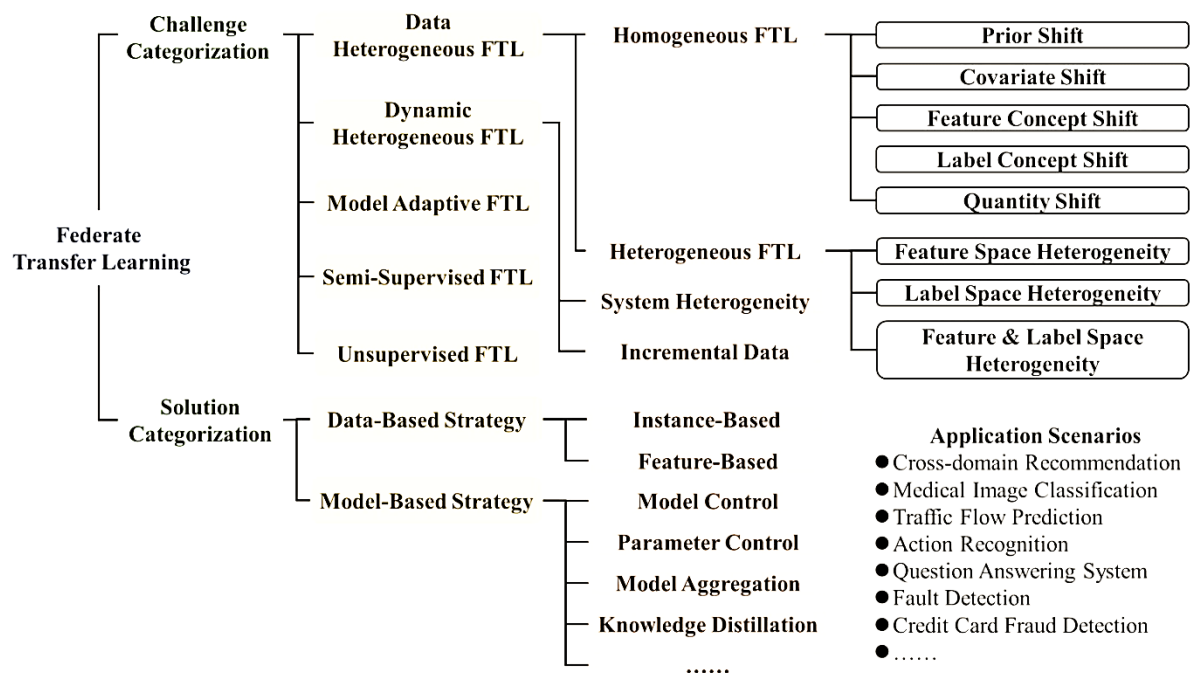 Federate
Transfer Learning
Challenge
Categorization
Data
Heterogeneous FTL
Homogeneous FTL
Prior Shift
Covariate Shift
Feature Concept Shift
Label Concept Shift
Quantity Shift
Heterogeneous FTL
Feature Space Heterogeneity
Label Space Heterogeneity
Feature & Label Space
Heterogeneity
Dynamic
Heterogeneous FTL
System Heterogeneity
Incremental Data
Model Adaptive FTL
Semi-Supervised FTL
Unsupervised FTL
Solution
Categorization
Data-Based Strategy
Instance-Based
Feature-Based
Model-Based Strategy
Model Control
Parameter Control
Model Aggregation
Knowledge Distillation
......
Application Scenarios
● Cross-domain Recommendation
● Medical Image Classification
● Traffic Flow Prediction
● Action Recognition
● Question Answering System
● Fault Detection
● Credit Card Fraud Detection
● ......